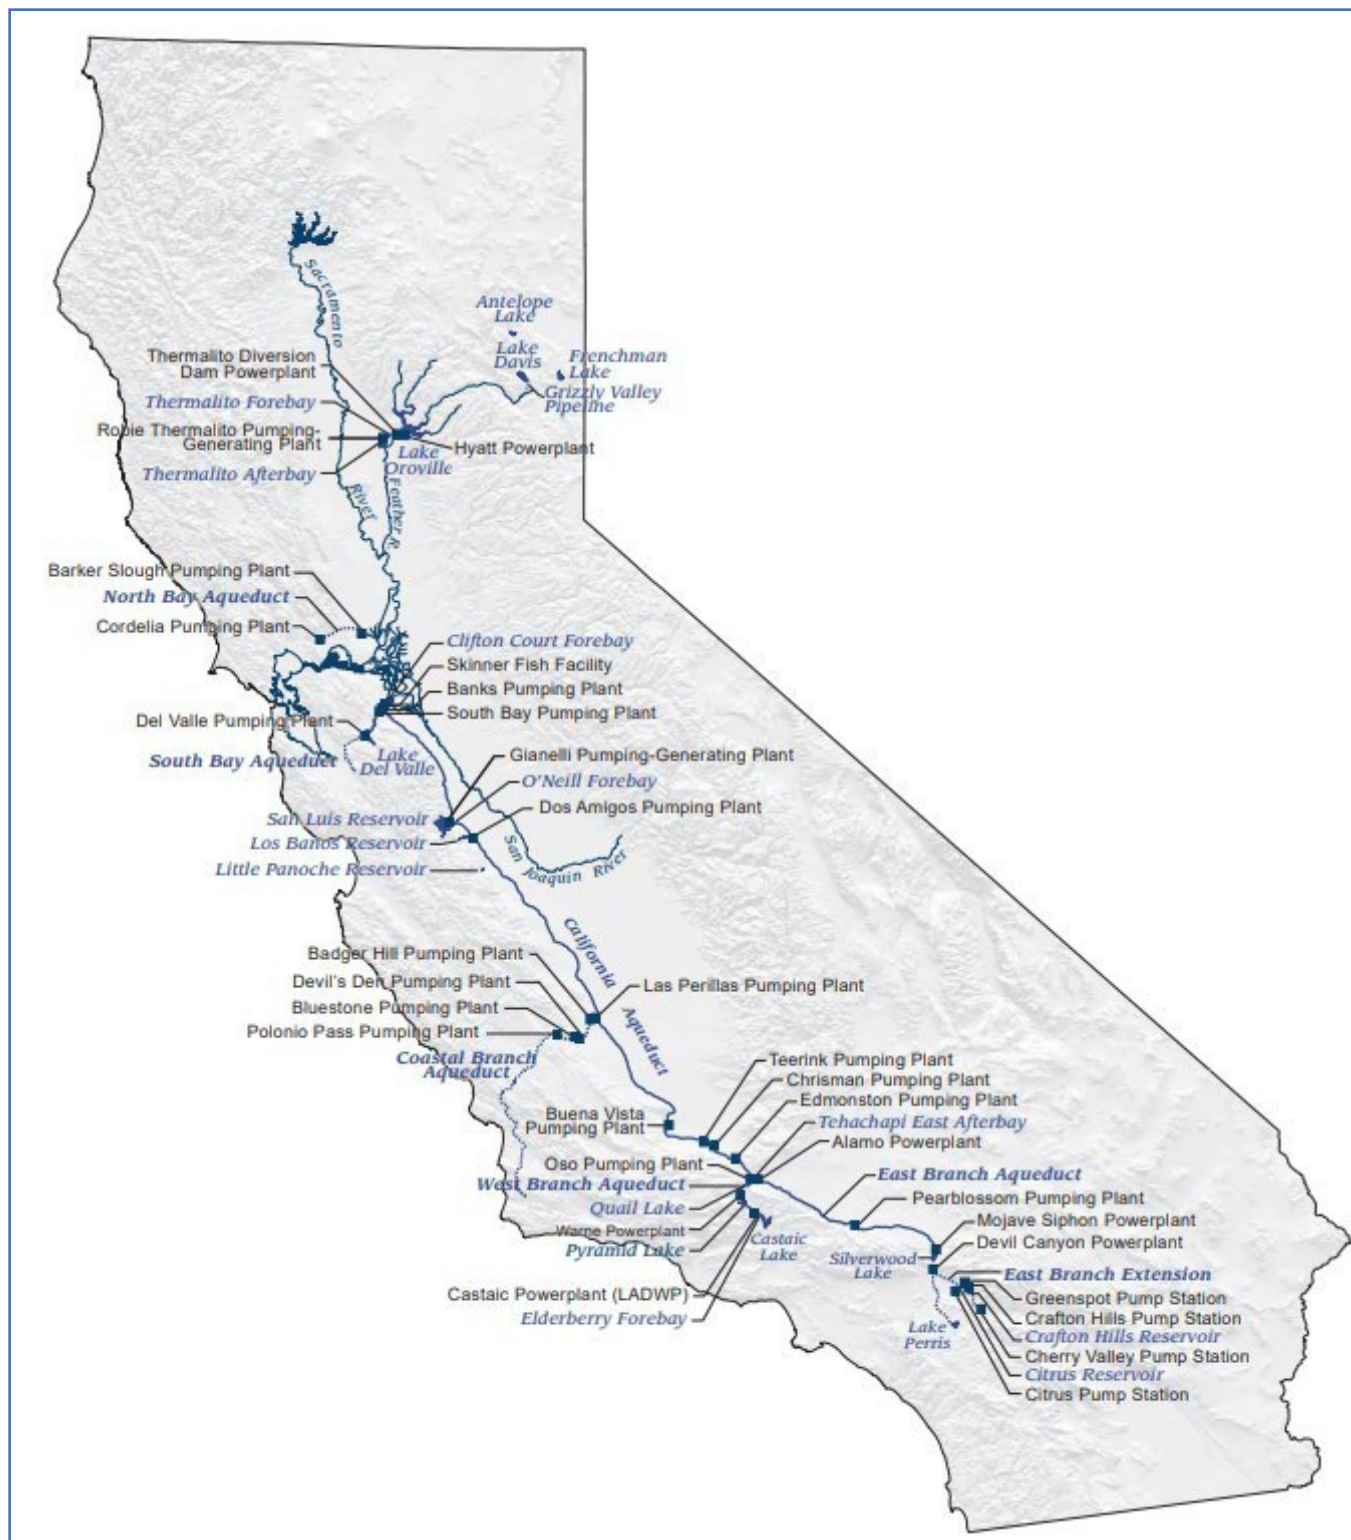 Sacramento
Antelope
Lake
Lake
Davis
Frenchman
Lake
Thermalito Diversion
Dam Powerplant
Grizzly Valley
Pipeline
Thermalito Forebay
Robie Thermalito Pumping-
Generating Plant
Hyatt Powerplant
Lake
Oroville
Thermalito Afterbay
River
Feather R.
Barker Slough Pumping Plant
North Bay Aqueduct
Cordelia Pumping Plant
Clifton Court Forebay
Skinner Fish Facility
Banks Pumping Plant
South Bay Pumping Plant
Del Valle Pumping Plant
South Bay Aqueduct
Lake
Del Valle
Gianelli Pumping-Generating Plant
O'Neill Forebay
Dos Amigos Pumping Plant
San Luis Reservoir
Los Banos Reservoir
Little Panoche Reservoir
San Joaquin River
California Aqueduct
Badger Hill Pumping Plant
Devil's Den Pumping Plant
Las Perillas Pumping Plant
Bluestone Pumping Plant
Polonio Pass Pumping Plant
Coastal Branch
Aqueduct
Teerink Pumping Plant
Chrisman Pumping Plant
Edmonston Pumping Plant
Buena Vista
Pumping Plant
Tehachapi East Afterbay
Alamo Powerplant
Oso Pumping Plant
West Branch Aqueduct
East Branch Aqueduct
Quail Lake
Pearblossom Pumping Plant
Warne Powerplant
Mojave Siphon Powerplant
Pyramid Lake
Castaic
Lake
Devil Canyon Powerplant
Silverwood
Lake
East Branch Extension
Castaic Powerplant (LADWP)
Greenspot Pump Station
Elderberry Forebay
Crafton Hills Pump Station
Lake
Perris
Crafton Hills Reservoir
Cherry Valley Pump Station
Citrus Reservoir
Citrus Pump Station